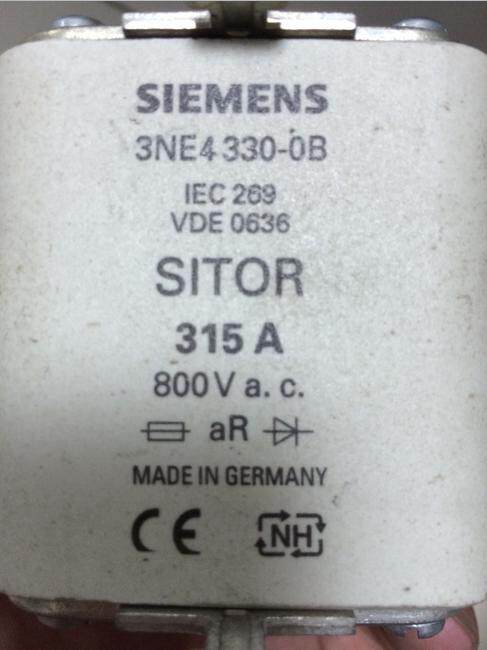 SIEMENS
3NE4 330-0B
IEC 269
VDE 0636
SITOR
315 A
800V a. c.
aR
MADE IN GERMANY
CE NH